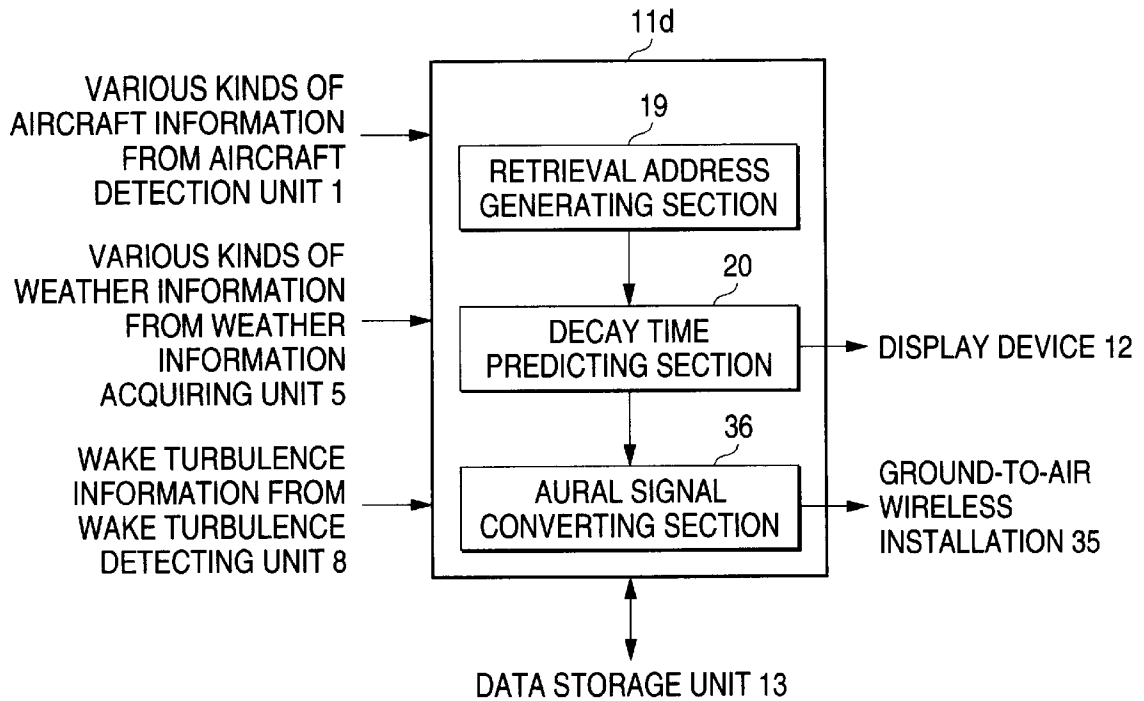 11d
VARIOUS KINDS OF
AIRCRAFT INFORMATION
FROM AIRCRAFT
DETECTION UNIT 1
19
RETRIEVAL ADDRESS
GENERATING SECTION
VARIOUS KINDS OF
WEATHER INFORMATION
FROM WEATHER
INFORMATION
ACQUIRING UNIT 5
20
DECAY TIME
PREDICTING SECTION
DISPLAY DEVICE 12
WAKE TURBULENCE
INFORMATION FROM
WAKE TURBULENCE
DETECTING UNIT 8
36
AURAL SIGNAL
CONVERTING SECTION
GROUND-TO-AIR
WIRELESS
INSTALLATION 35
DATA STORAGE UNIT 13